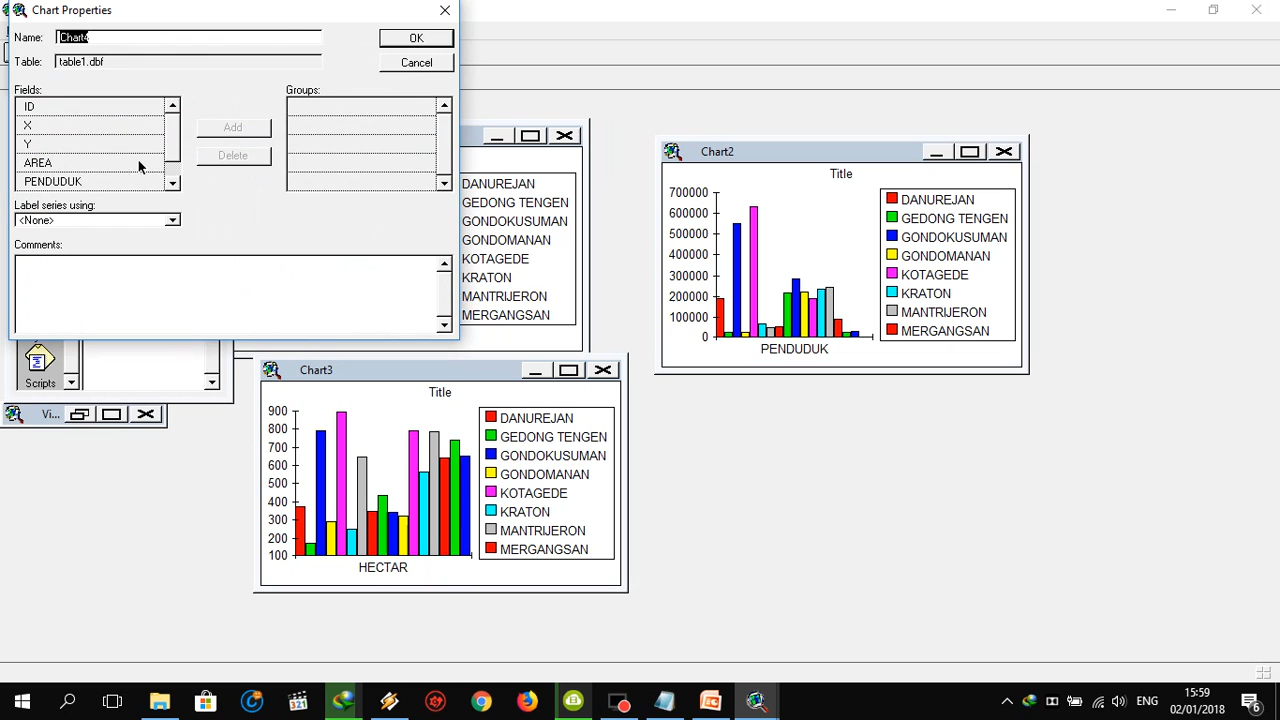 Chart Properties
Name: Chart4
OK
Table: table1.dbf
Cancel
Fields:
Groups:
ID
X
Y
AREA
PENDUDUK
Add
Delete
Label series using:
<None>
Comments:
Scripts
Vi...
DANUREJAN
GEDONG TENGEN
GONDOKUSUMAN
GONDOMANAN
KOTAGEDE
KRATON
MANTRIJERON
MERGANGSAN
Chart2
Title
700000
600000
500000
400000
300000
200000
100000
0
PENDUDUK
DANUREJAN
GEDONG TENGEN
GONDOKUSUMAN
GONDOMANAN
KOTAGEDE
KRATON
MANTRIJERON
MERGANGSAN
Chart3
Title
900
800
700
600
500
400
300
200
100
HECTAR
DANUREJAN
GEDONG TENGEN
GONDOKUSUMAN
GONDOMANAN
KOTAGEDE
KRATON
MANTRIJERON
MERGANGSAN
321
ENG
15:59
02/01/2018
6